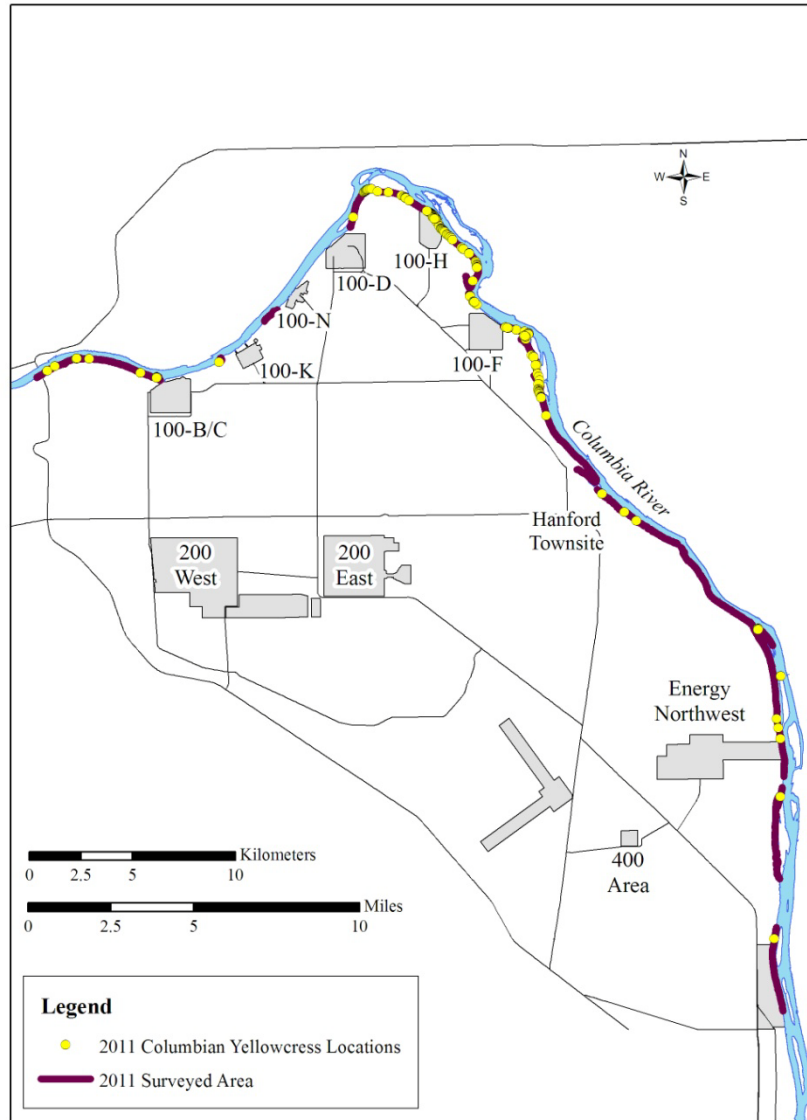 N
W E
S
100-H
100-D
100-N
100-F
100-K
100-B/C
Columbia River
Hanford
Townsite
200
West
200
East
Energy
Northwest
400
Area
Kilometers
0 2.5 5 10
Miles
0 2.5 5 10
Legend
2011 Columbian Yellowcress Locations
2011 Surveyed Area